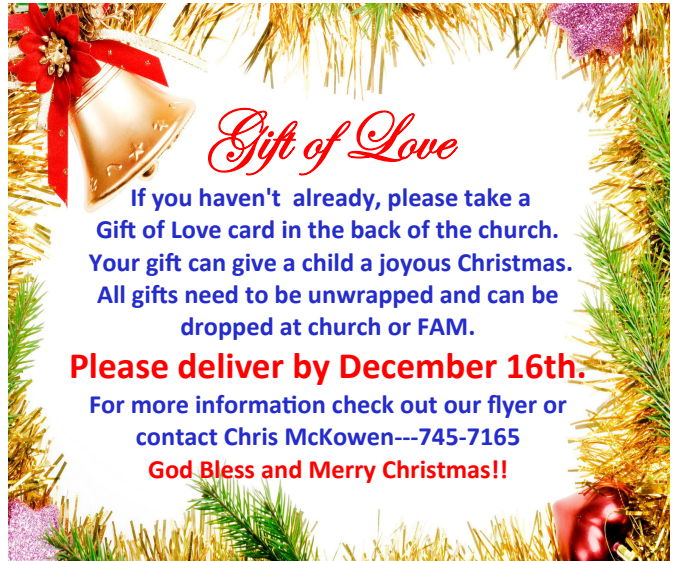 Gift of Love
If you haven't  already, please take a
Gift of Love card in the back of the church.
Your gift can give a child a joyous Christmas.
All gifts need to be unwrapped and can be
dropped at church or FAM.
Please deliver by December 16th.
For more information check out our flyer or
contact Chris McKowen---745-7165
God Bless and Merry Christmas!!